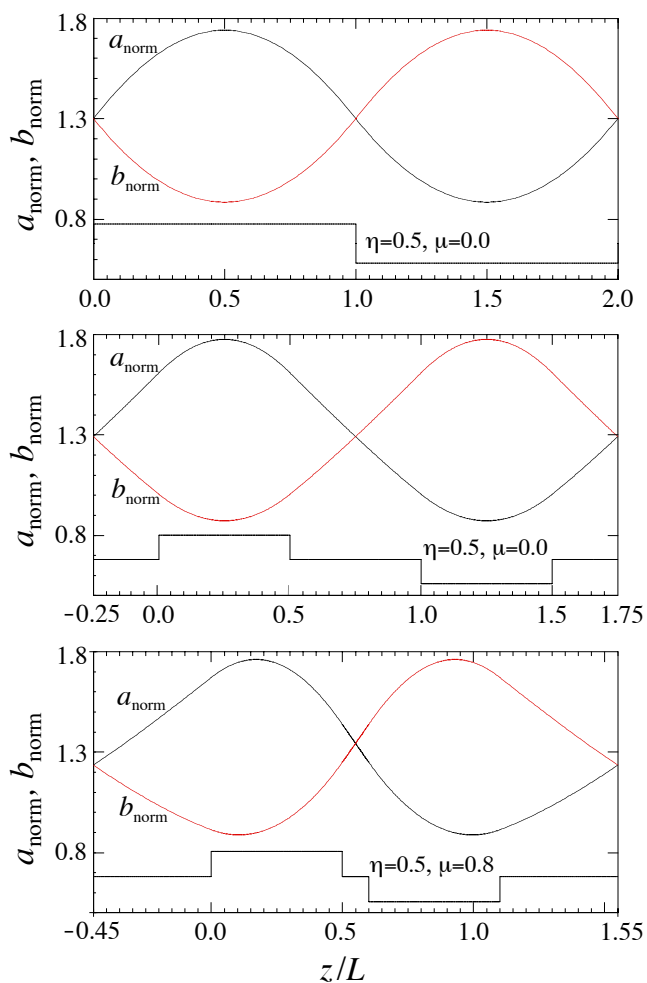 1.8
a_norm
1.3
a_norm, b_norm
b_norm
0.8
η=0.5, μ=0.0
0.0 0.5 1.0 1.5 2.0
1.8
a_norm
1.3
a_norm, b_norm
b_norm
0.8
η=0.5, μ=0.0
-0.25 0.0 0.5 1.0 1.5 1.75
1.8
a_norm
1.3
a_norm, b_norm
b_norm
0.8
η=0.5, μ=0.8
-0.45 0.0 0.5 1.0 1.55
z/L